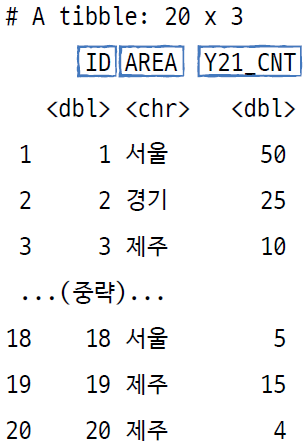 # A tibble: 20 x 3
ID AREA Y21_CNT
<dbl> <chr> <dbl>
1 1 서울 50
2 2 경기 25
3 3 제주 10
...(중략)...
18 18 서울 5
19 19 제주 15
20 20 제주 4